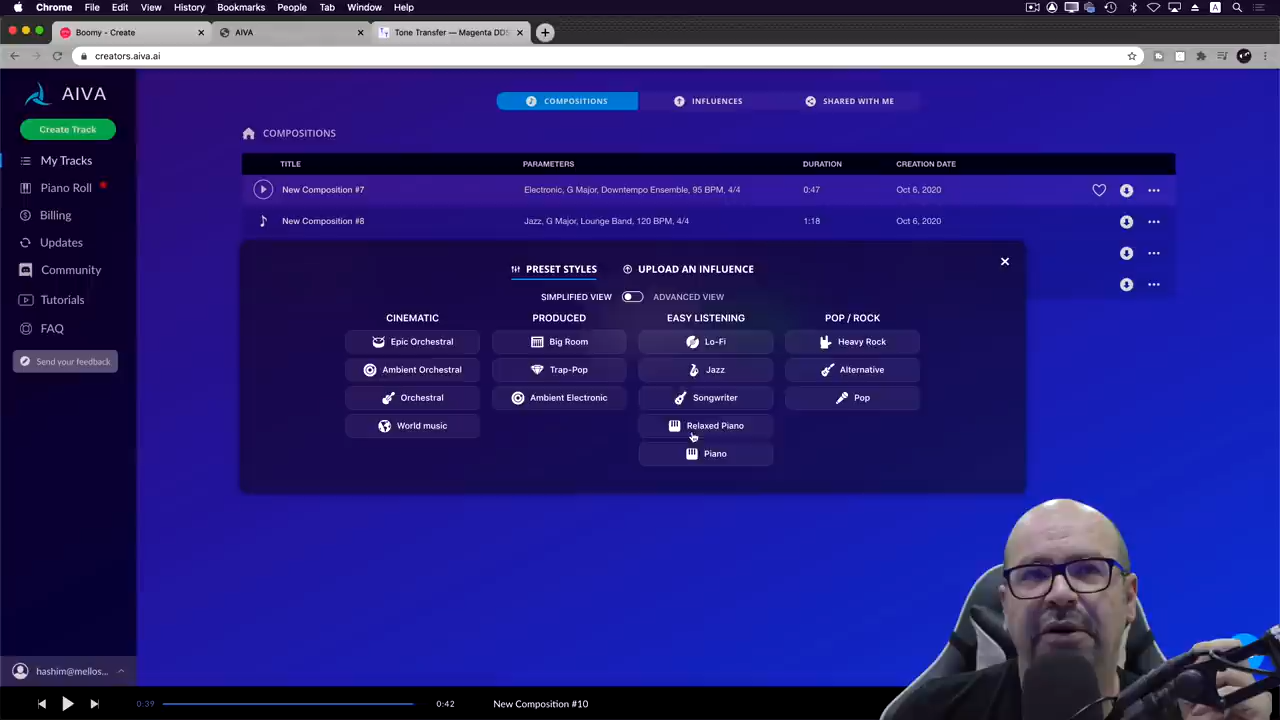 Chrome File Edit View History Bookmarks People Tab Window Help
Boomy - Create
AIVA
Tone Transfer — Magenta DDS
creators.aiva.ai
AIVA
Create Track
My Tracks
Piano Roll
Billing
Updates
Community
Tutorials
FAQ
Send your feedback
hashim@mellos...
COMPOSITIONS INFLUENCES SHARED WITH ME
COMPOSITIONS
TITLE PARAMETERS DURATION CREATION DATE
New Composition #7 Electronic, G Major, Downtempo Ensemble, 95 BPM, 4/4 0:47 Oct 6, 2020
New Composition #8 Jazz, G Major, Lounge Band, 120 BPM, 4/4 1:18 Oct 6, 2020
PRESET STYLES UPLOAD AN INFLUENCE
SIMPLIFIED VIEW ADVANCED VIEW
CINEMATIC PRODUCED EASY LISTENING POP / ROCK
Epic Orchestral Big Room Lo-Fi Heavy Rock
Ambient Orchestral Trap-Pop Jazz Alternative
Orchestral Ambient Electronic Songwriter Pop
World music Relaxed Piano
Piano
0:39 0:42 New Composition #10